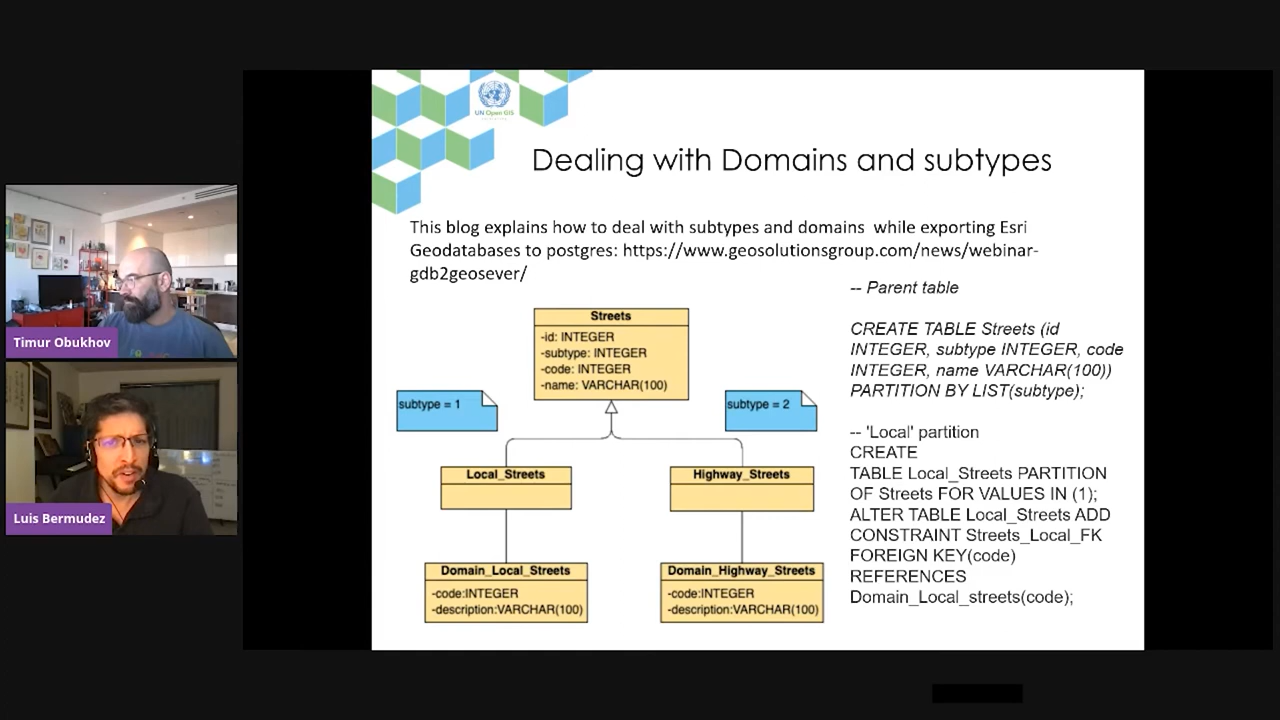 UN Open GIS
Dealing with Domains and subtypes
This blog explains how to deal with subtypes and domains while exporting Esri
Geodatabases to postgres: https://www.geosolutionsgroup.com/news/webinar-
gdb2geosever/
Streets
-id: INTEGER
-subtype: INTEGER
-code: INTEGER
-name: VARCHAR(100)
subtype = 1
subtype = 2
Local_Streets
Highway_Streets
Domain_Local_Streets
-code:INTEGER
-description:VARCHAR(100)
Domain_Highway_Streets
-code:INTEGER
-description:VARCHAR(100)
-- Parent table
CREATE TABLE Streets (id
INTEGER, subtype INTEGER, code
INTEGER, name VARCHAR(100))
PARTITION BY LIST(subtype);
-- 'Local' partition
CREATE
TABLE Local_Streets PARTITION
OF Streets FOR VALUES IN (1);
ALTER TABLE Local_Streets ADD
CONSTRAINT Streets_Local_FK
FOREIGN KEY(code)
REFERENCES
Domain_Local_streets(code);
Timur Obukhov
Luis Bermudez